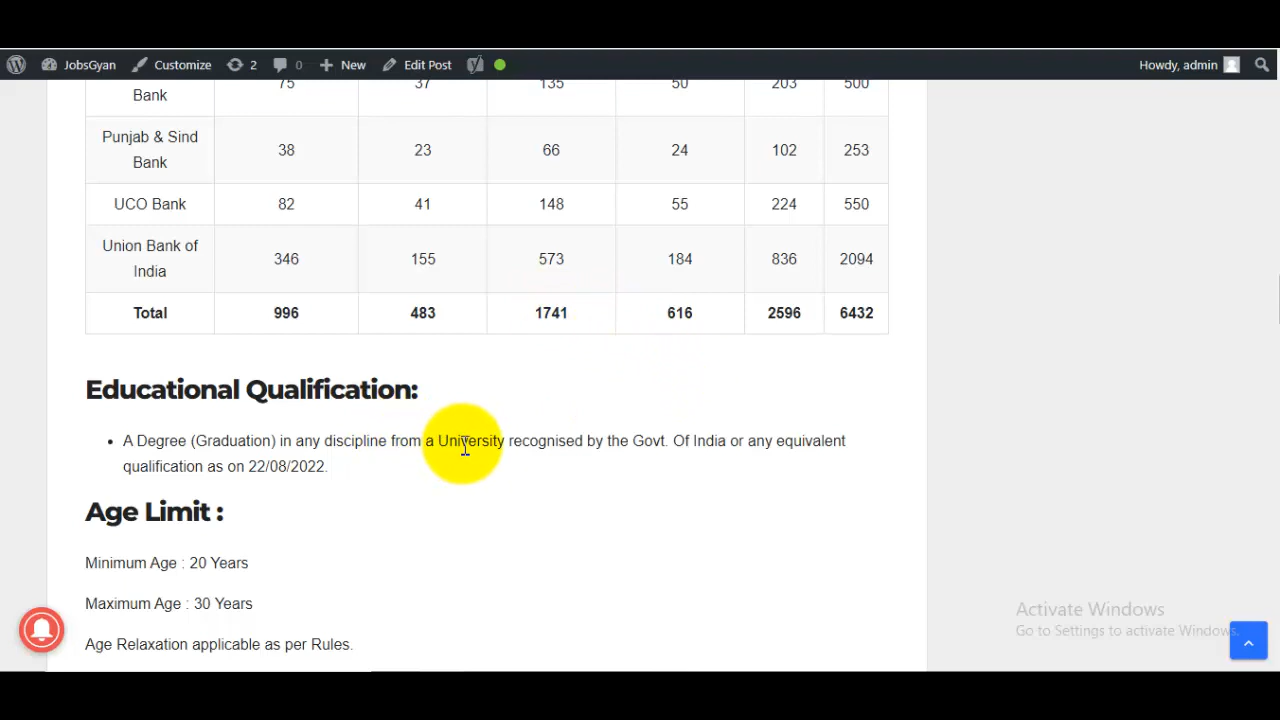 JobsGyan Customize 2 0 New Edit Post Howdy, admin
Bank 75 37 135 50 203 500
Punjab & Sind
Bank 38 23 66 24 102 253
UCO Bank 82 41 148 55 224 550
Union Bank of
India 346 155 573 184 836 2094
Total 996 483 1741 616 2596 6432
Educational Qualification:
• A Degree (Graduation) in any discipline from a University recognised by the Govt. Of India or any equivalent
qualification as on 22/08/2022.
Age Limit :
Minimum Age : 20 Years
Maximum Age : 30 Years
Age Relaxation applicable as per Rules.
Activate Windows
Go to Settings to activate Windows.